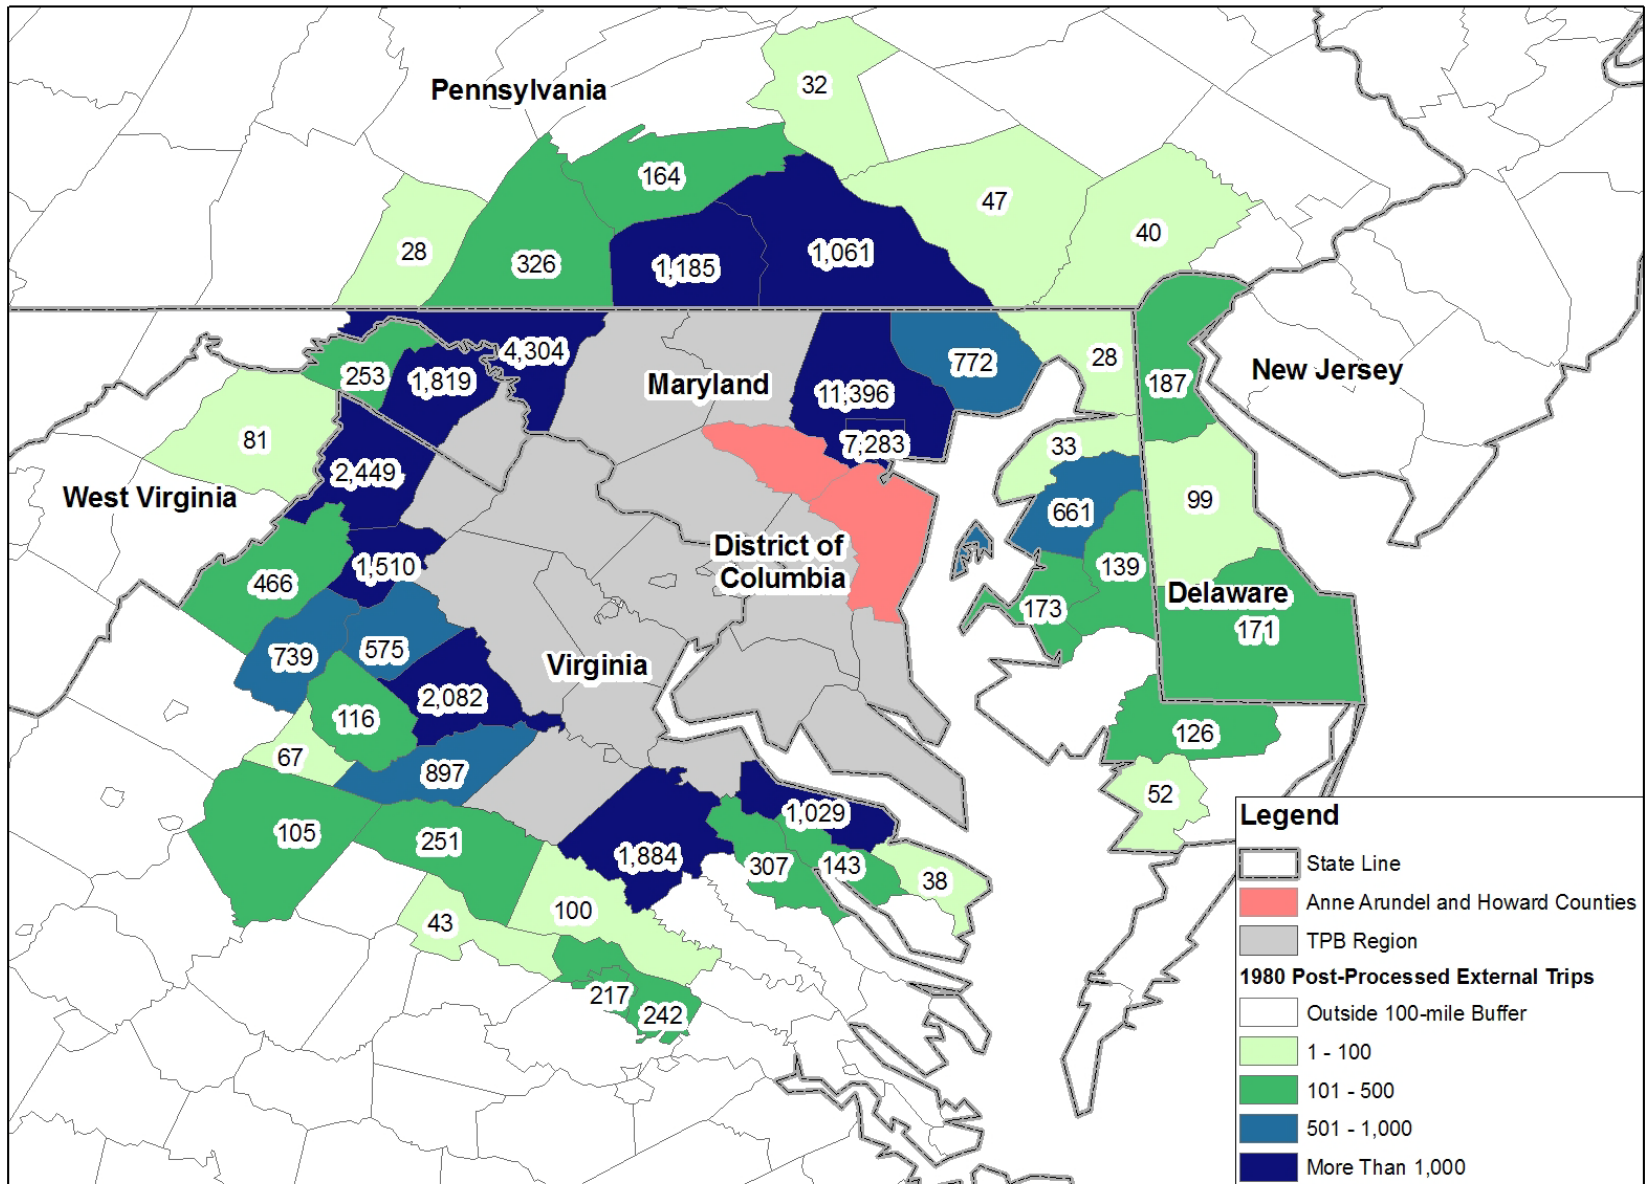 32
Pennsylvania
164
47
40
28
326
1,185
1,061
4,304
253
1,819
Maryland
11,396
772
28
187
New Jersey
81
7,283
33
2,449
West Virginia
661
99
District of
Columbia
1,510
466
139
173
Delaware
171
739
575
Virginia
2,082
116
67
897
126
52
105
251
1,029
1,884
307
143
38
43
100
217
242
Legend
State Line
Anne Arundel and Howard Counties
TPB Region
1980 Post-Processed External Trips
Outside 100-mile Buffer
1 - 100
101 - 500
501 - 1,000
More Than 1,000